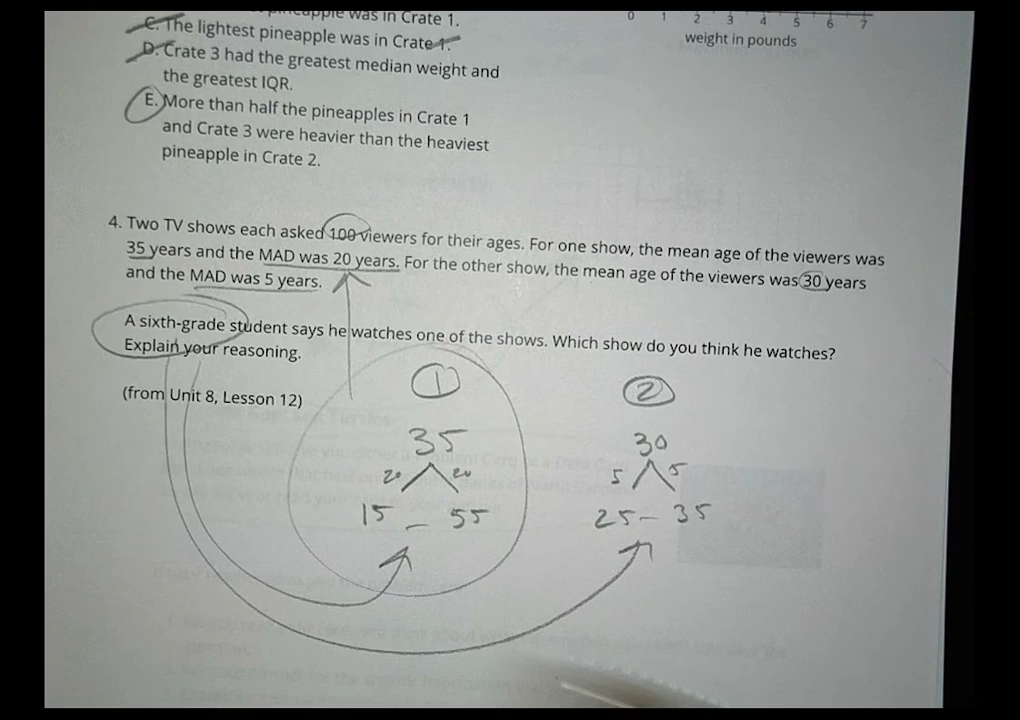 pineapple was in Crate 1.
C. The lightest pineapple was in Crate 1.
D. Crate 3 had the greatest median weight and
the greatest IQR.
E. More than half the pineapples in Crate 1
and Crate 3 were heavier than the heaviest
pineapple in Crate 2.
0 1 2 3 4 5 6 7
weight in pounds
4. Two TV shows each asked 100 viewers for their ages. For one show, the mean age of the viewers was
35 years and the MAD was 20 years. For the other show, the mean age of the viewers was 30 years
and the MAD was 5 years.
A sixth-grade student says he watches one of the shows. Which show do you think he watches?
Explain your reasoning.
(from Unit 8, Lesson 12)
1
35
20 20
15 - 55
2
30
5 5
25 - 35